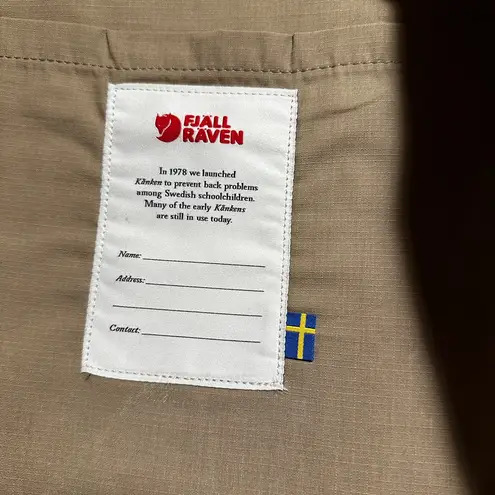 FJÄLL
RÄVEN
In 1978 we launched
Kånken to prevent back problems
among Swedish schoolchildren.
Many of the early Kånkens
are still in use today.
Name:
Address:
Contact: